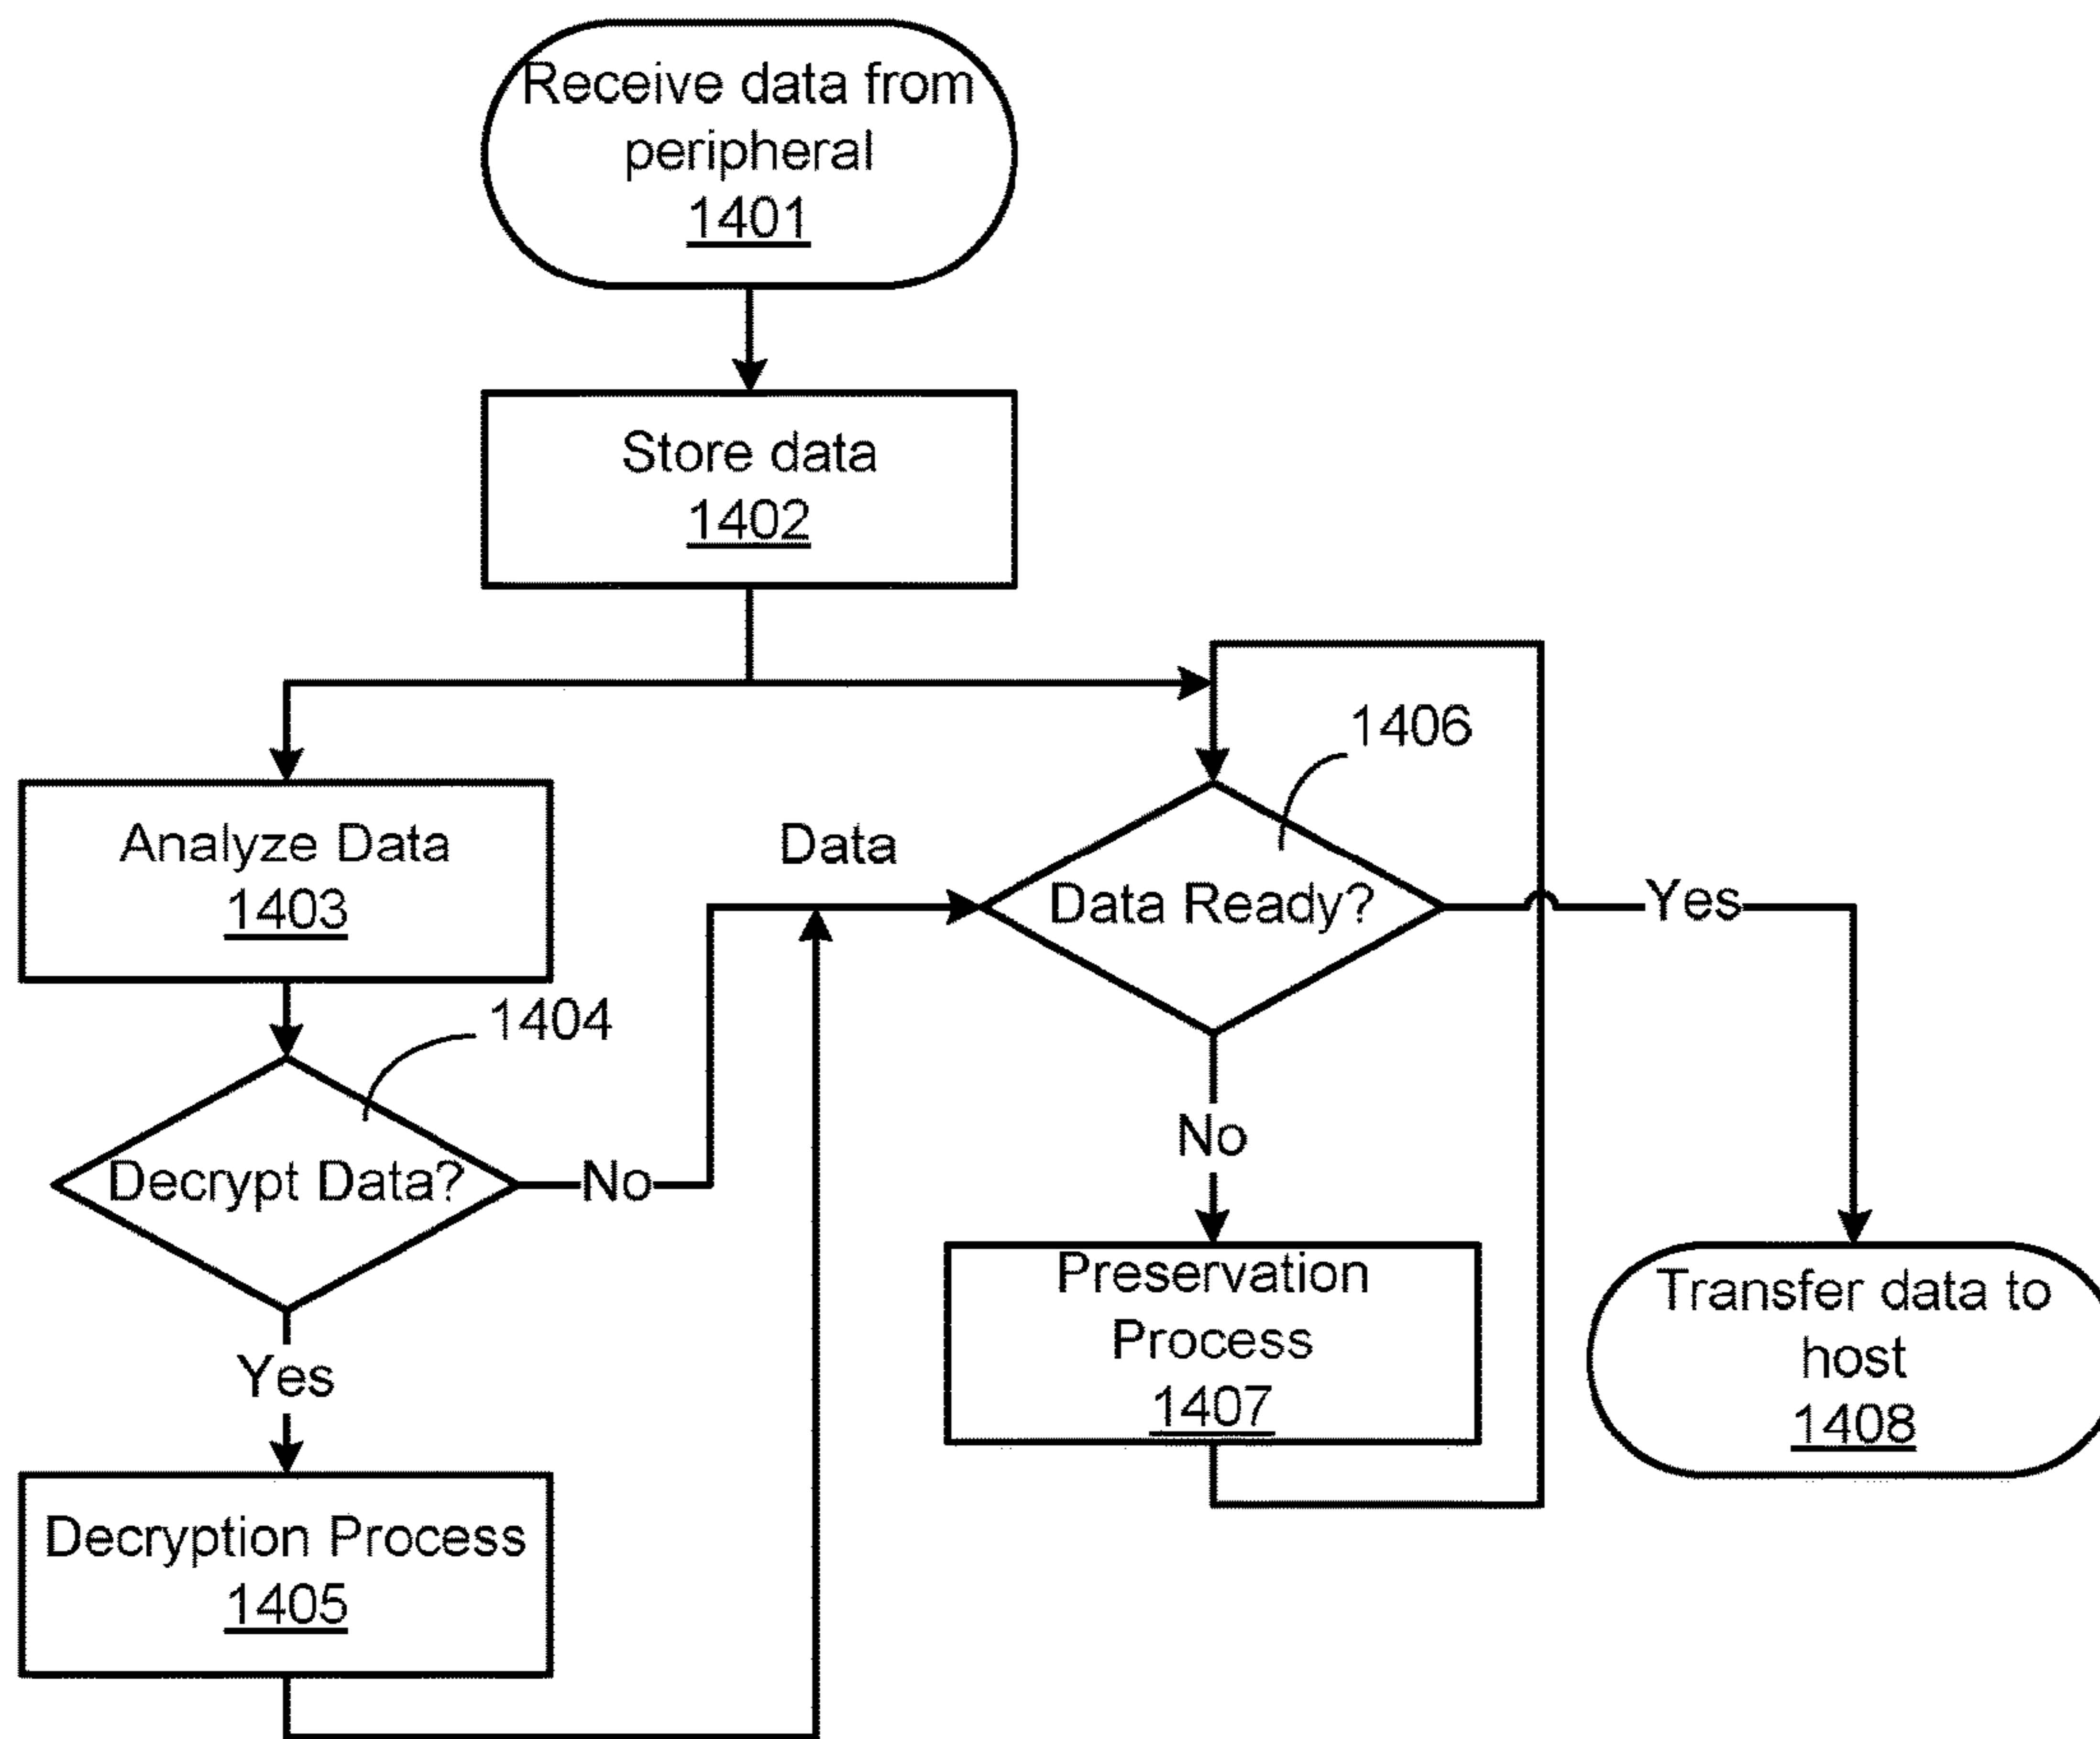 Receive data from
peripheral
1401
Store data
1402
Analyze Data
1403
1404
Decrypt Data?
No
Yes
Decryption Process
1405
Data
1406
Data Ready?
Yes
No
Preservation
Process
1407
Transfer data to
host
1408